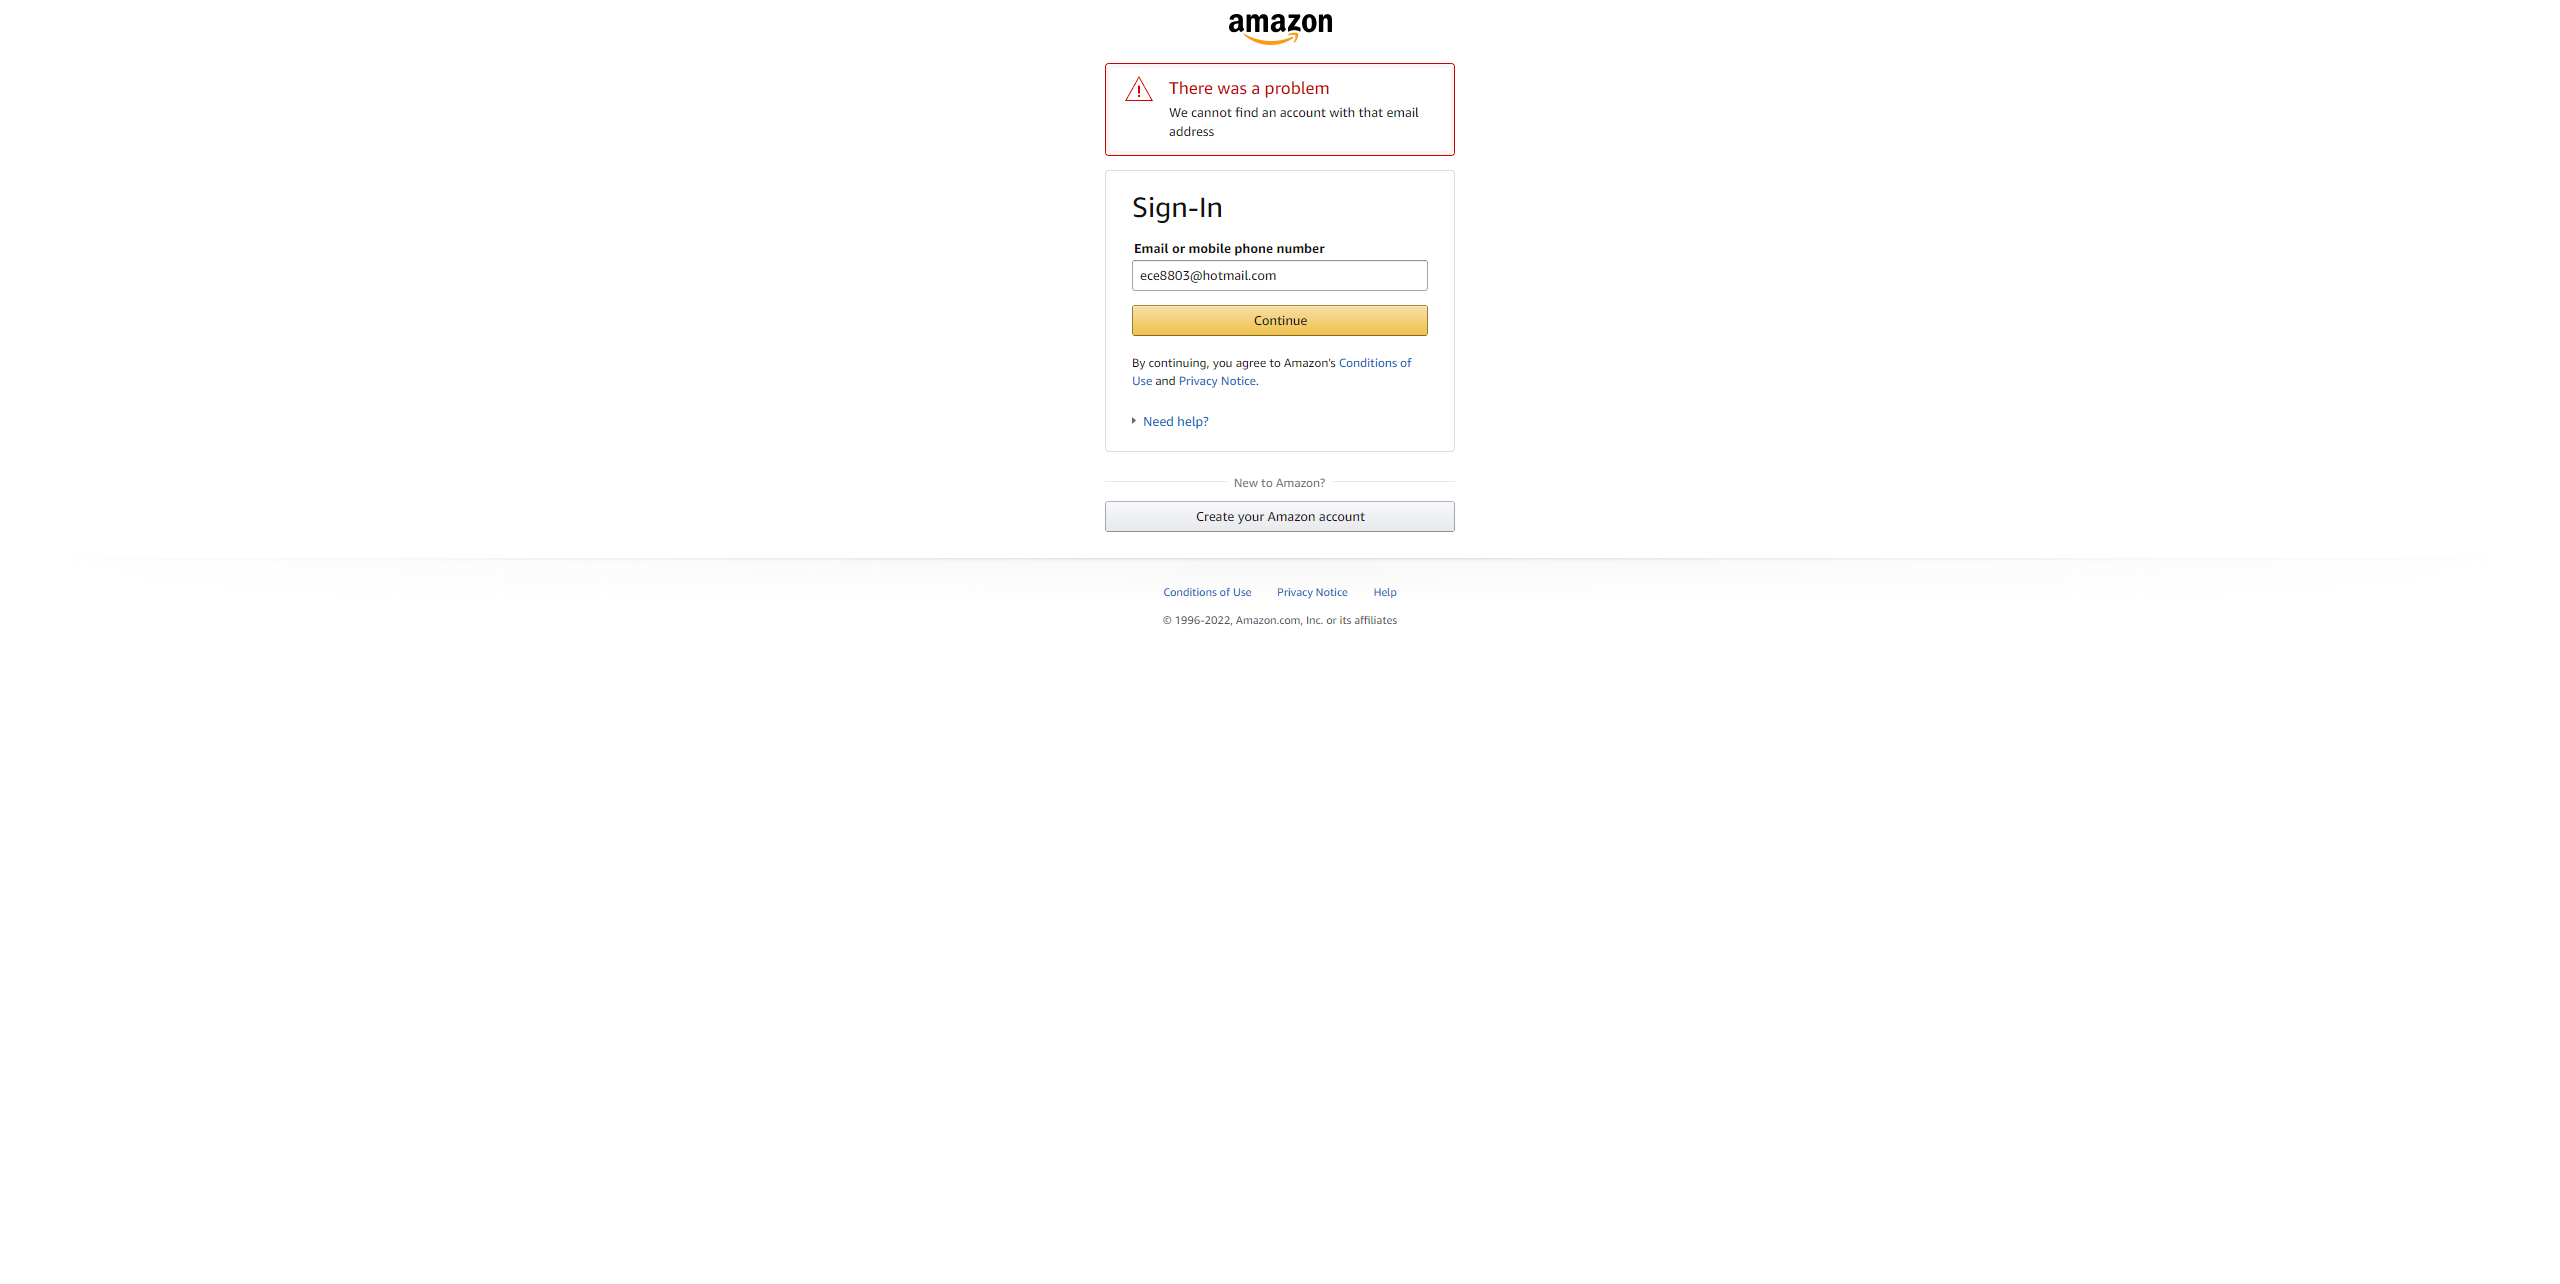 amazon
There was a problem
We cannot find an account with that email
address
Sign-In
Email or mobile phone number
ece8803@hotmail.com
Continue
By continuing, you agree to Amazon's Conditions of
Use and Privacy Notice.
Need help?
New to Amazon?
Create your Amazon account
Conditions of Use Privacy Notice Help
© 1996-2022, Amazon.com, Inc. or its affiliates